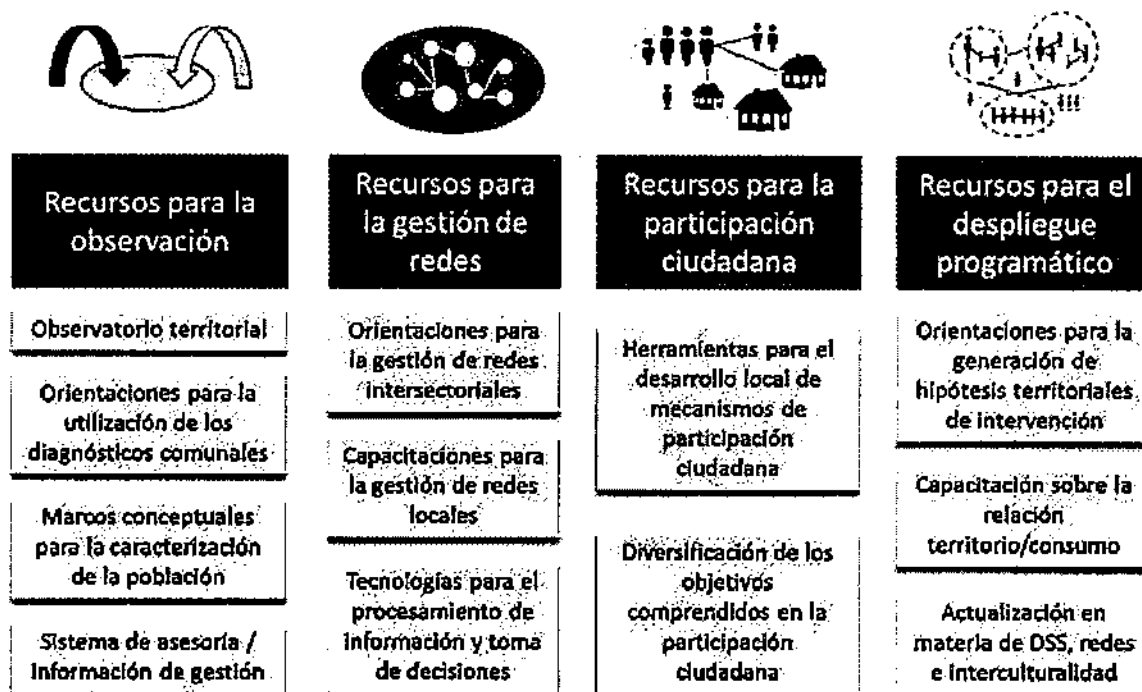 Recursos para la
observación
Observatorio territorial
Orientaciones para la
utilización de los
diagnósticos comunales
Marcos conceptuales
para la caracterización
de la población
Sistema de asesoría /
Información de gestión
Recursos para
la gestión de
redes
Orientaciones para
la gestión de redes
intersectoriales
Capacitaciones para
la gestión de redes
locales
Tecnologías para el
procesamiento de
información y toma
de decisiones
Recursos para la
participación
ciudadana
Herramientas para el
desarrollo local de
mecanismos de
participación
ciudadana
Diversificación de los
objetivos
comprendidos en la
participación
ciudadana
Recursos para el
despliegue
programático
Orientaciones para la
generación de
hipótesis territoriales
de intervención
Capacitación sobre la
relación
territorio/consumo
Actualización en
materia de DSS, redes
e interculturalidad